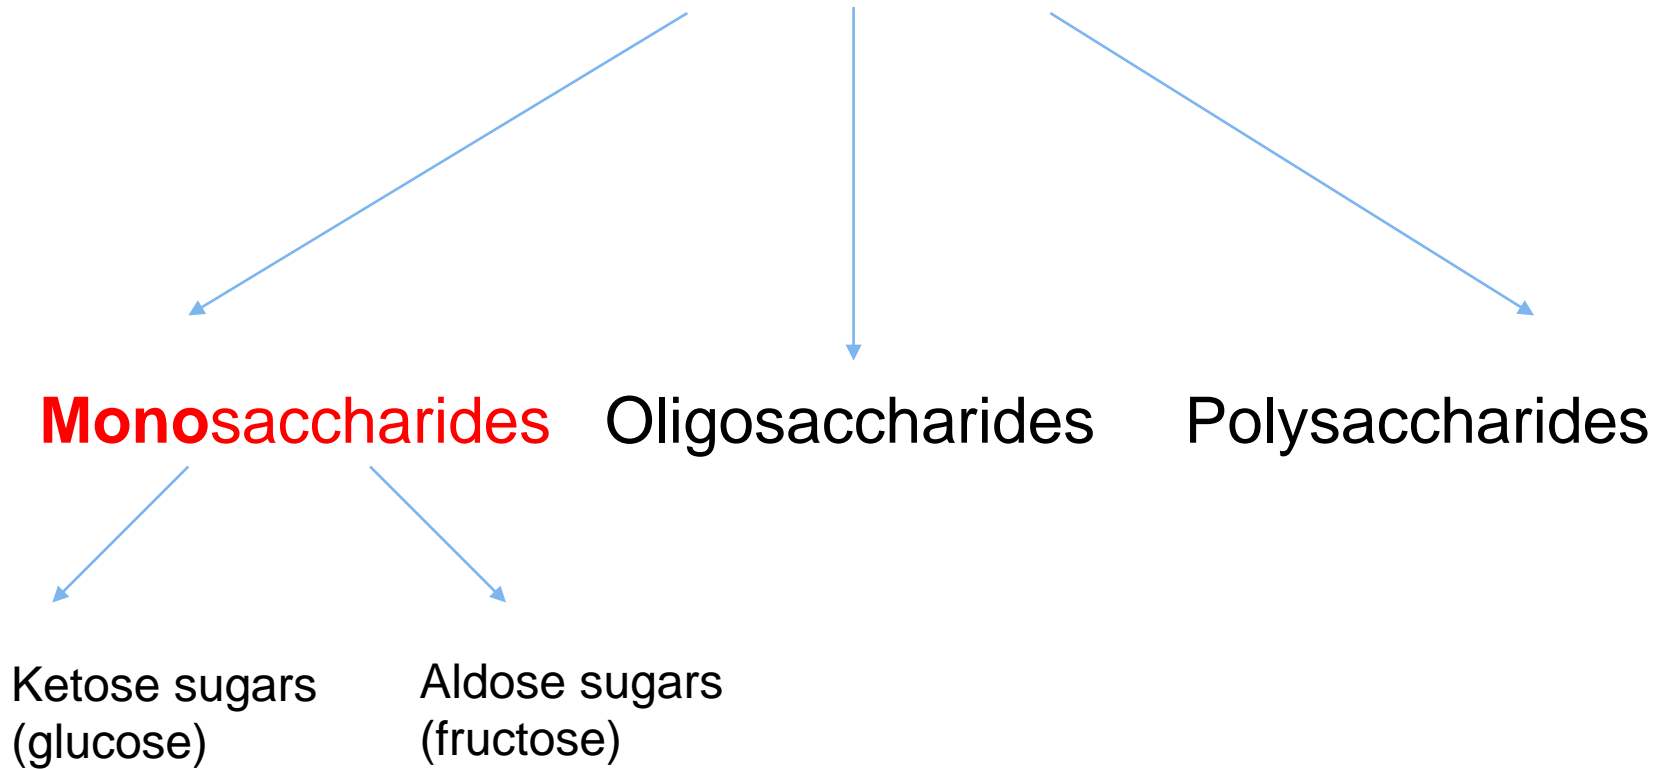 Monosaccharides
Oligosaccharides
Polysaccharides
Ketose sugars
(glucose)
Aldose sugars
(fructose)